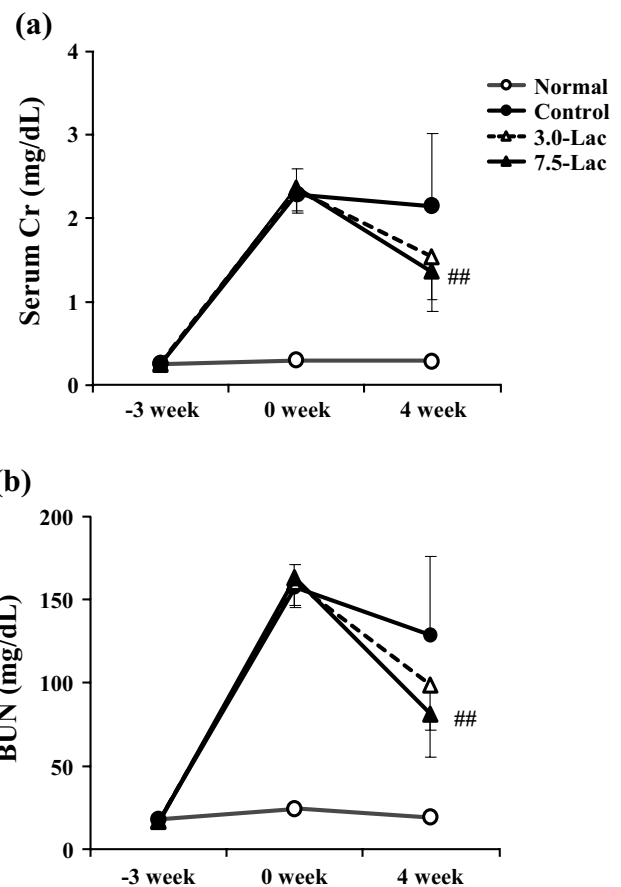 (a)
Serum Cr (mg/dL)
4
3
2
1
0
-3 week 0 week 4 week
Normal
Control
3.0-Lac
7.5-Lac
##
(b)
BUN (mg/dL)
200
150
100
50
0
-3 week 0 week 4 week
##